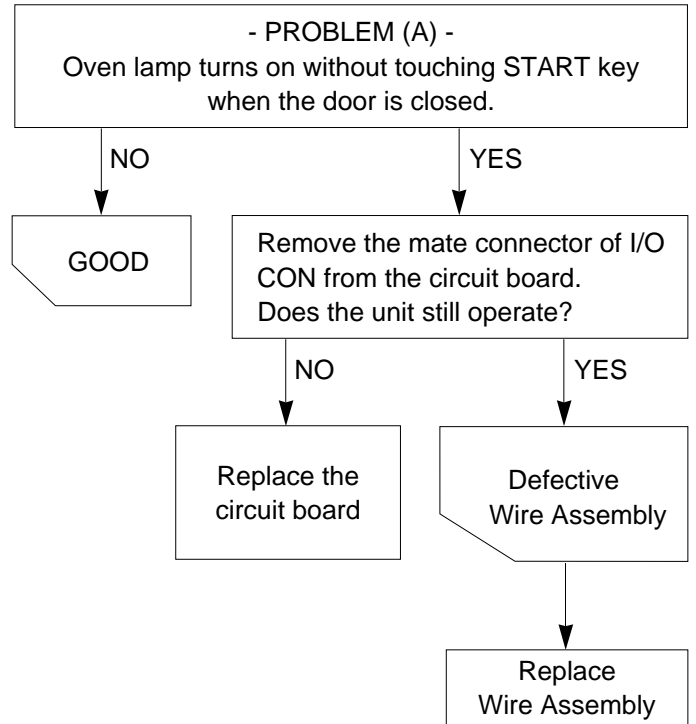 - PROBLEM (A) -
Oven lamp turns on without touching START key
when the door is closed.
NO
YES
GOOD
Remove the mate connector of I/O
CON from the circuit board.
Does the unit still operate?
NO
YES
Replace the
circuit board
Defective
Wire Assembly
Replace
Wire Assembly